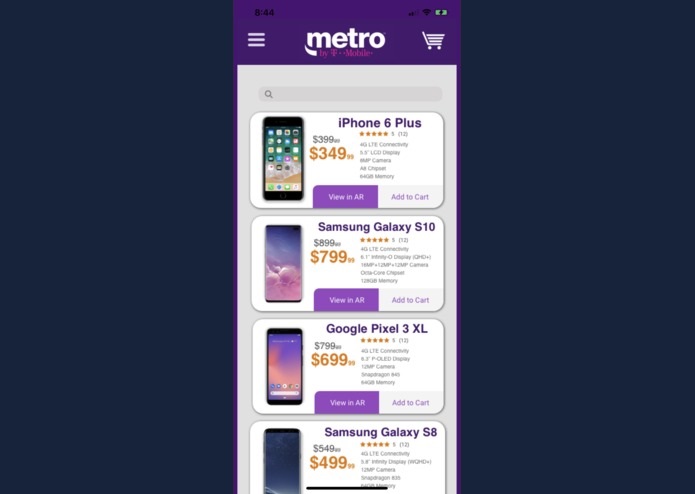 8:44
metro
by T-Mobile
iPhone 6 Plus
$399.99
★★★★★ 5 (12)
$349.99
4G LTE Connectivity
5.5" LCD Display
8MP Camera
A8 Chipset
64GB Memory
View in AR
Add to Cart
Samsung Galaxy S10
$899.99
★★★★★ 5 (12)
$799.99
4G LTE Connectivity
6.1" Infinity-O Display (QHD+)
16MP+12MP+12MP Camera
Octa-Core Chipset
128GB Memory
View in AR
Add to Cart
Google Pixel 3 XL
$799.99
★★★★★ 5 (12)
$699.99
4G LTE Connectivity
6.3" P-OLED Display
12MP Camera
Snapdragon 845
64GB Memory
View in AR
Add to Cart
Samsung Galaxy S8
$549.99
★★★★★ 5 (12)
$499.99
4G LTE Connectivity
5.8" Infinity Display (WQHD+)
12MP Camera
Snapdragon 835
64GB Memory